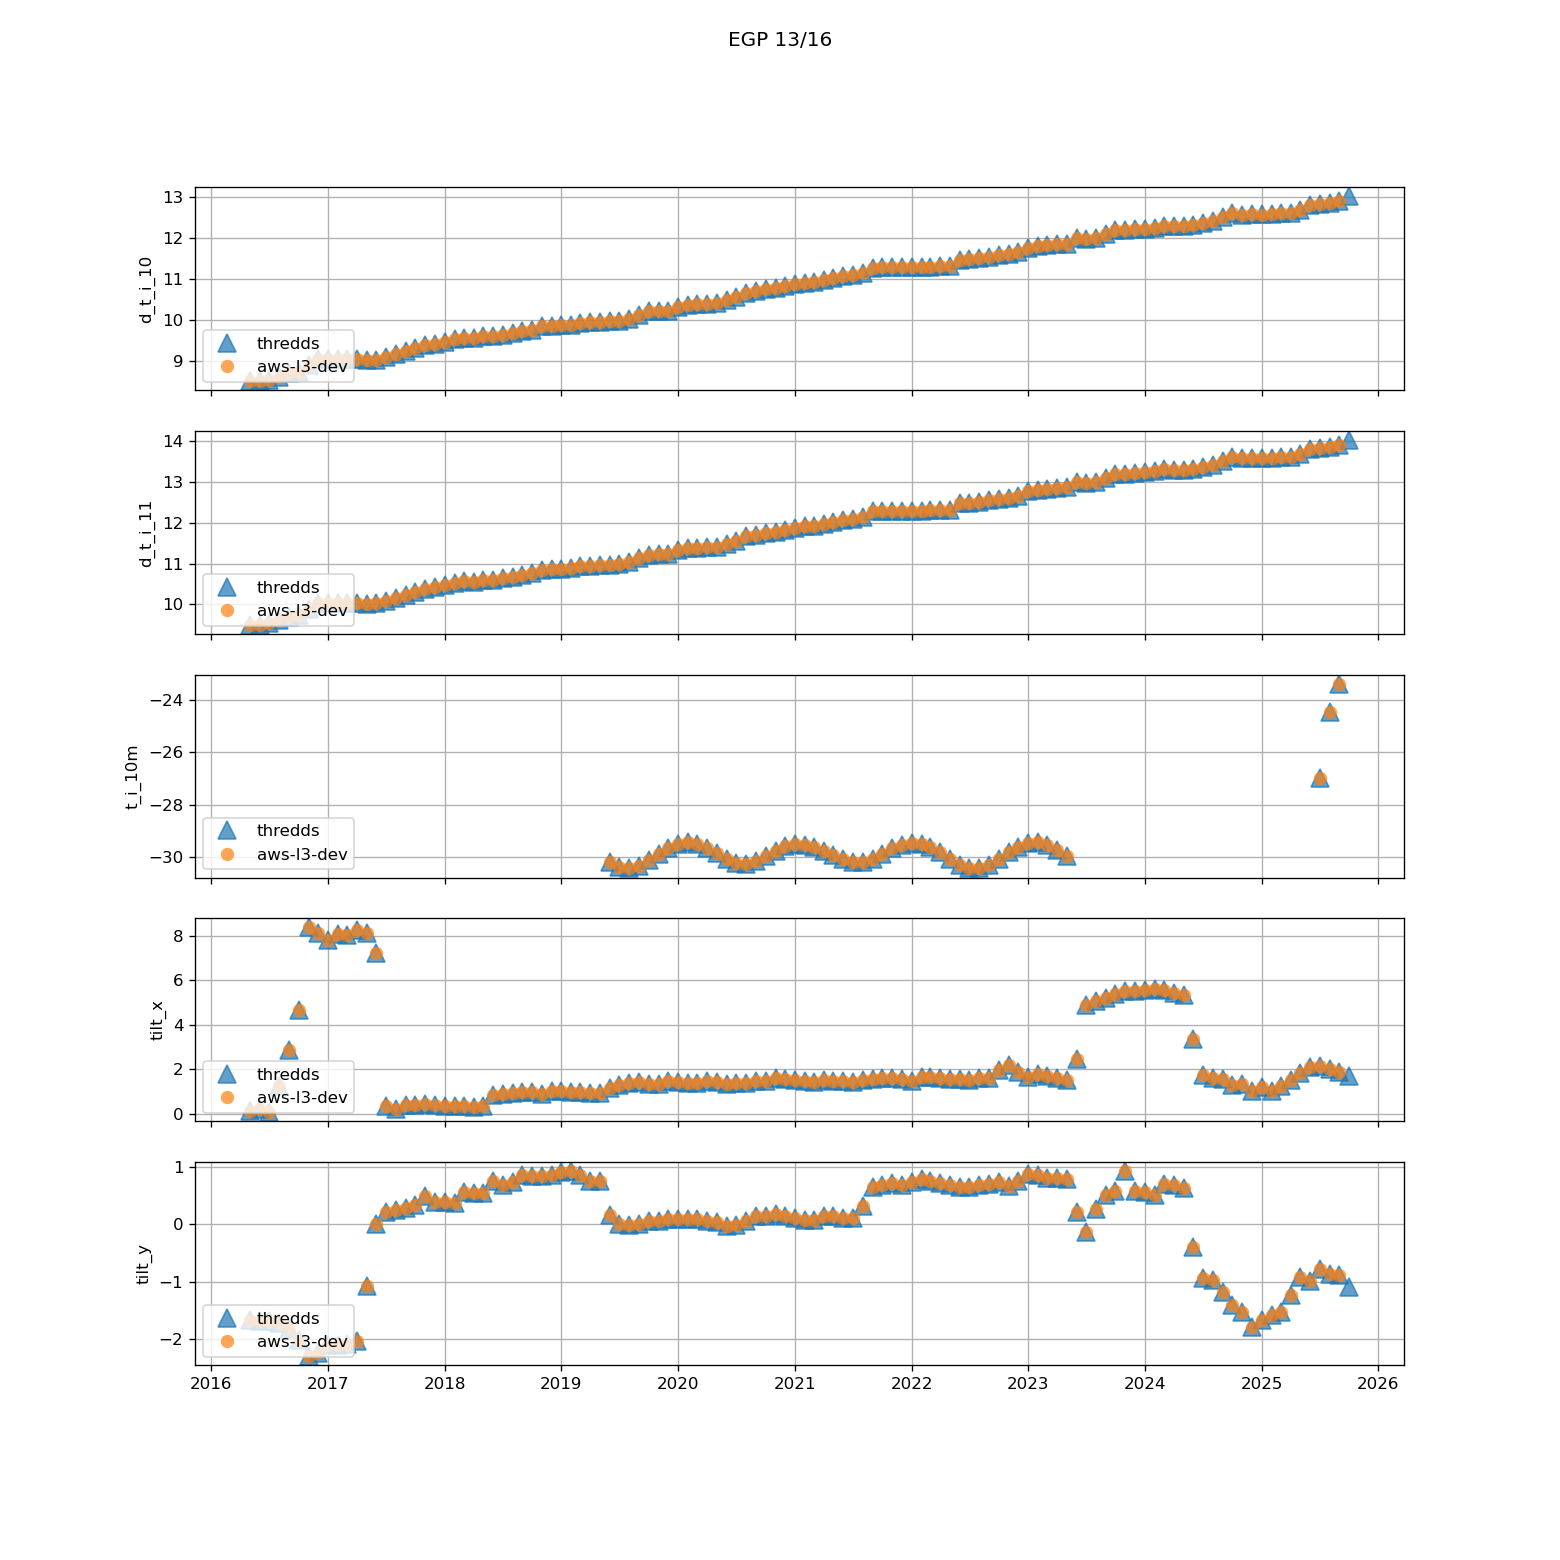 EGP 13/16
13
12
11
10
9
d_t_i_10
thredds
aws-l3-dev
14
13
12
11
10
d_t_i_11
thredds
aws-l3-dev
−24
−26
−28
−30
t_i_10m
thredds
aws-l3-dev
8
6
4
2
0
tilt_x
thredds
aws-l3-dev
1
0
−1
−2
tilt_y
thredds
aws-l3-dev
2016 2017 2018 2019 2020 2021 2022 2023 2024 2025 2026